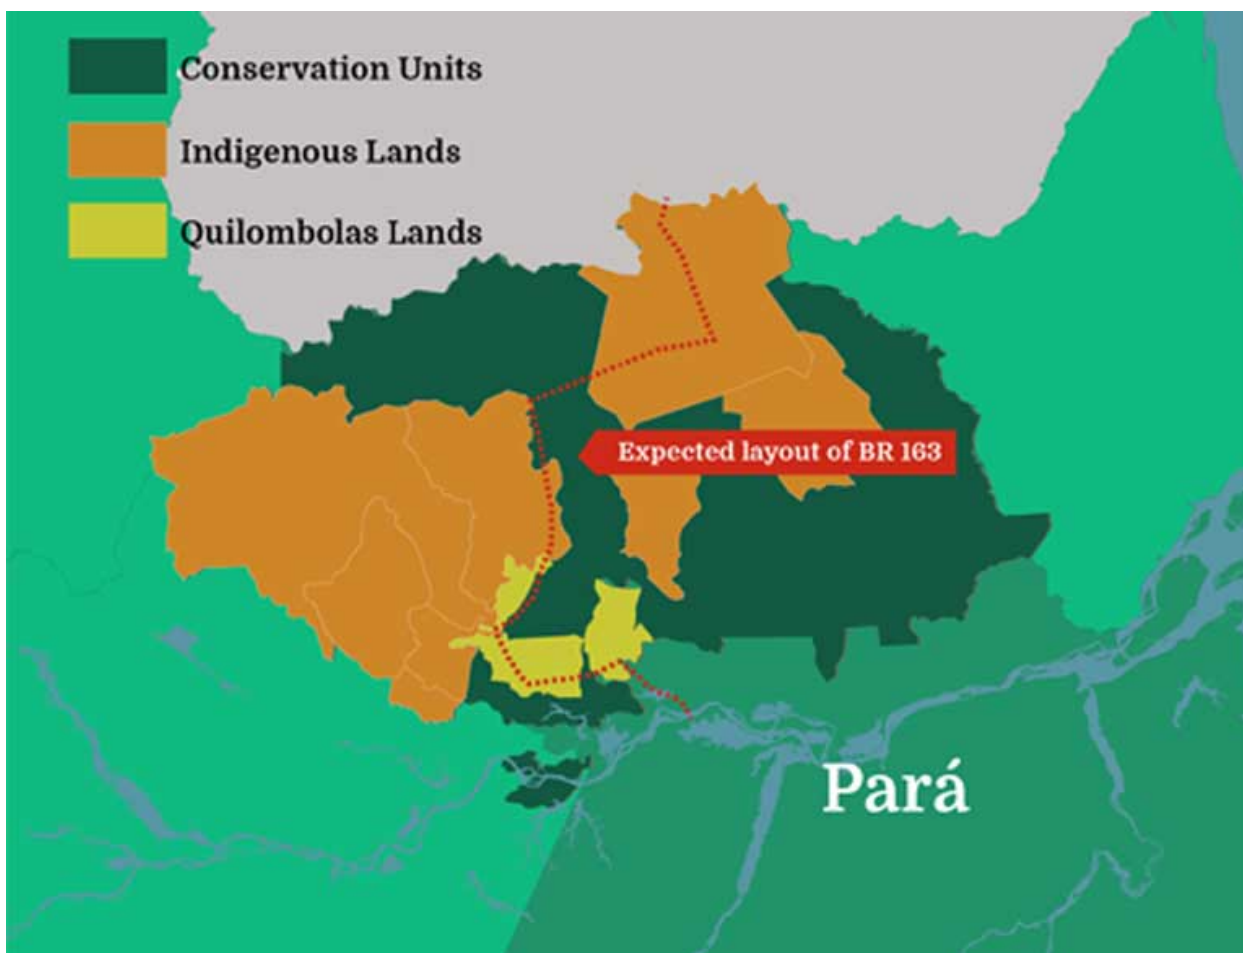 Conservation Units
Indigenous Lands
Quilombolas Lands
Expected layout of BR 163
Pará